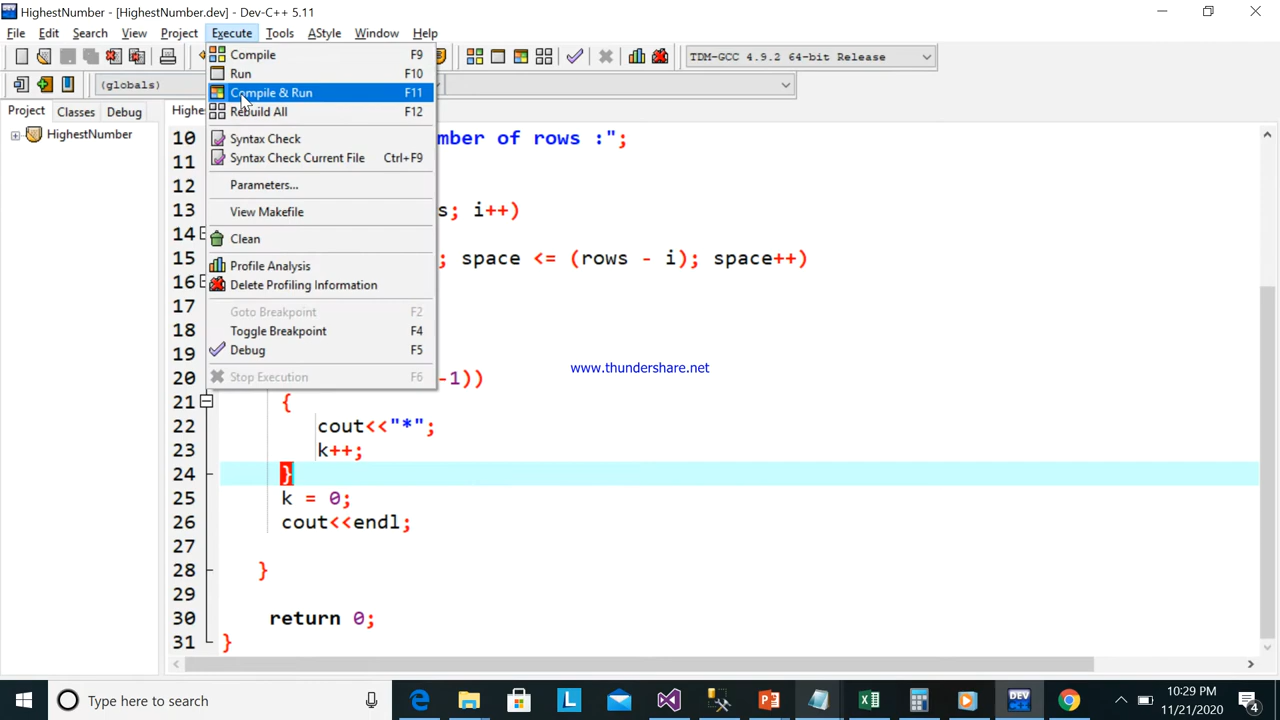 HighestNumber - [HighestNumber.dev] - Dev-C++ 5.11
File Edit Search View Project Execute Tools AStyle Window Help
TDM-GCC 4.9.2 64-bit Release
(globals)
Project Classes Debug
HighestNumber
Compile F9
Run F10
Compile & Run F11
Rebuild All F12
Syntax Check
Syntax Check Current File Ctrl+F9
Parameters...
View Makefile
Clean
Profile Analysis
Delete Profiling Information
Goto Breakpoint F2
Toggle Breakpoint F4
Debug F5
Stop Execution F6
10 mber of rows :";
11
12
13 s; i++)
14
15 ; space <= (rows - i); space++)
16
17
18
19
20 -1))
21 {
22 cout<<"*";
23 k++;
24 }
25 k = 0;
26 cout<<endl;
27
28 }
29
30 return 0;
31 }
www.thundershare.net
Type here to search
DEV
10:29 PM
11/21/2020
4